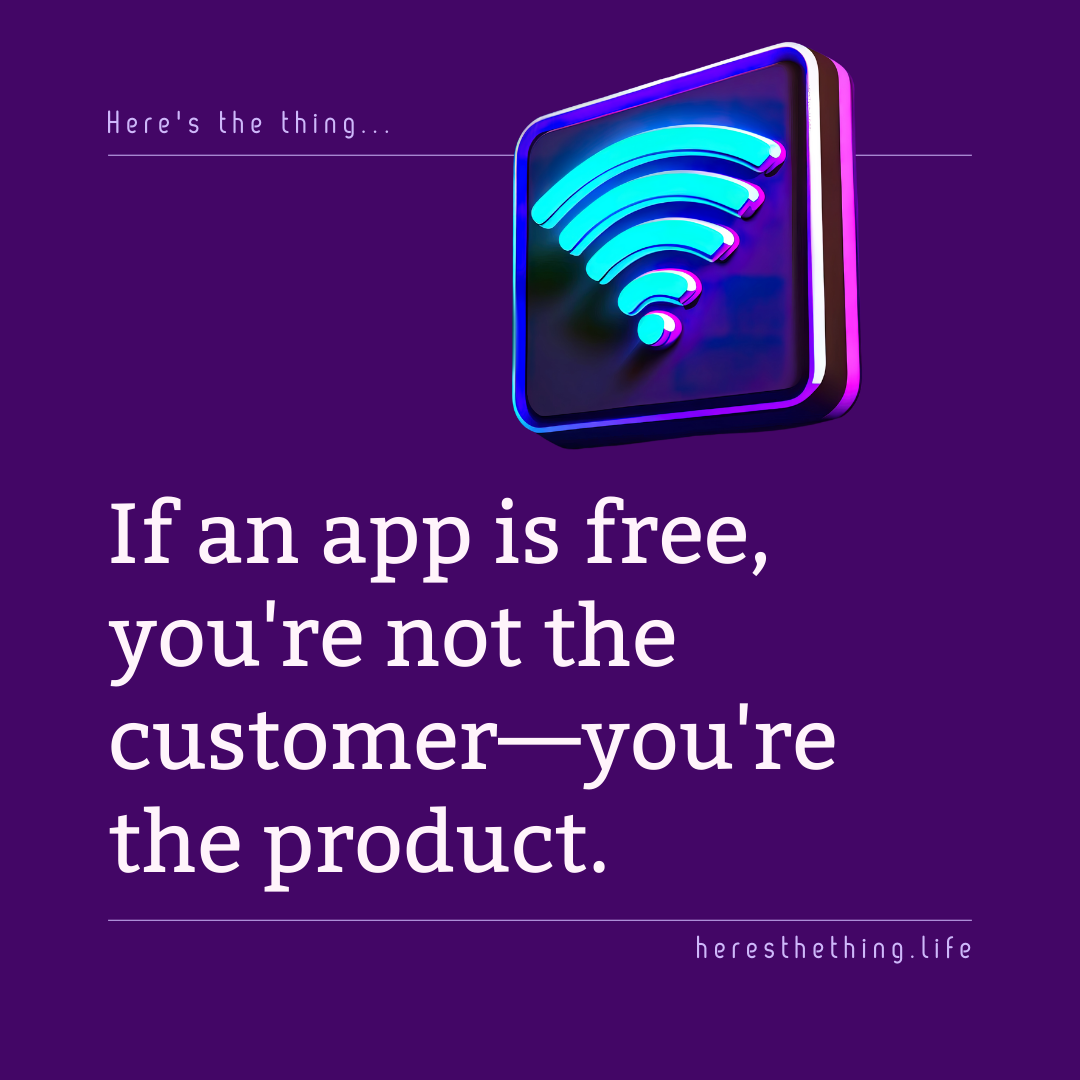 Here's the thing...
If an app is free,
you're not the
customer—you're
the product.
heresthething.life